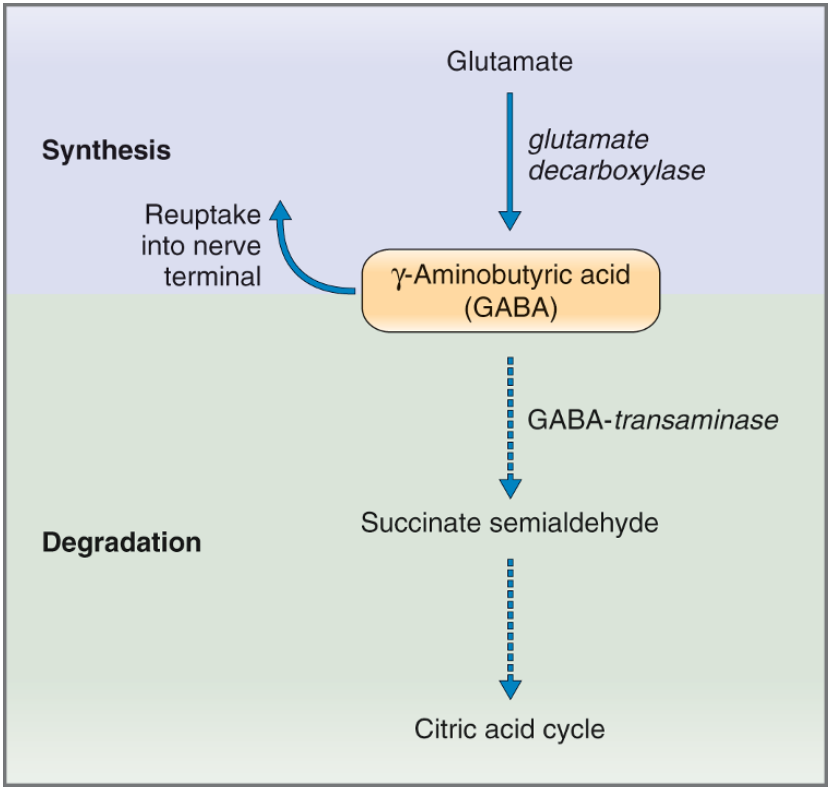 Glutamate
glutamate
decarboxylase
Synthesis
Reuptake
into nerve
terminal
γ-Aminobutyric acid
(GABA)
GABA-transaminase
Succinate semialdehyde
Degradation
Citric acid cycle